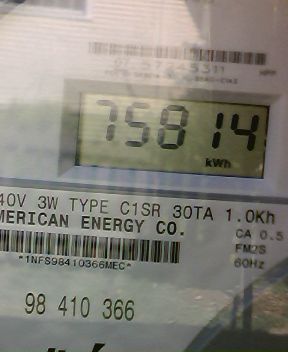 75814
kWh
40V 3W TYPE C1SR 30TA 1.0Kh
MERICAN ENERGY CO.
CA 0.5
FM2S
60Hz
*1NFS98410366MEC*
98 410 366